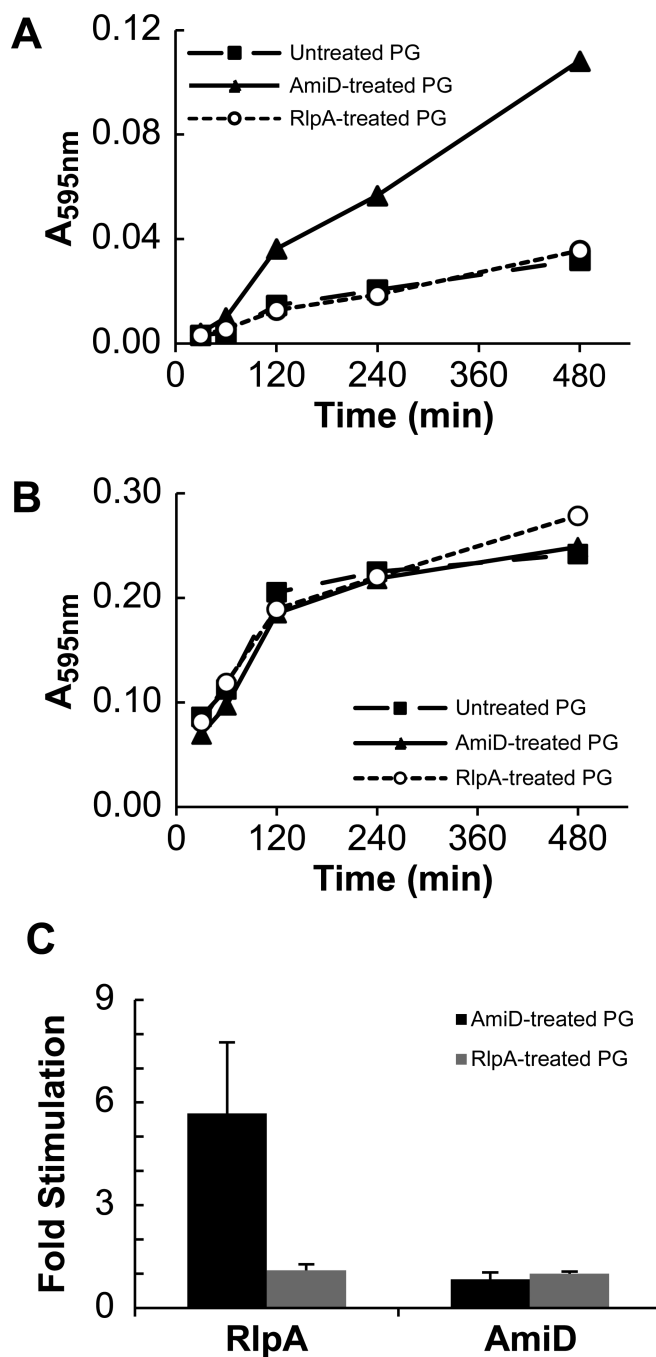 A
0.12
Untreated PG
AmiD-treated PG
RlpA-treated PG
0.08
A595nm
0.04
0.00
0 120 240 360 480
Time (min)
B
0.30
0.20
A595nm
0.10
Untreated PG
AmiD-treated PG
RlpA-treated PG
0.00
0 120 240 360 480
Time (min)
C
9
AmiD-treated PG
RlpA-treated PG
6
Fold Stimulation
3
0
RlpA AmiD